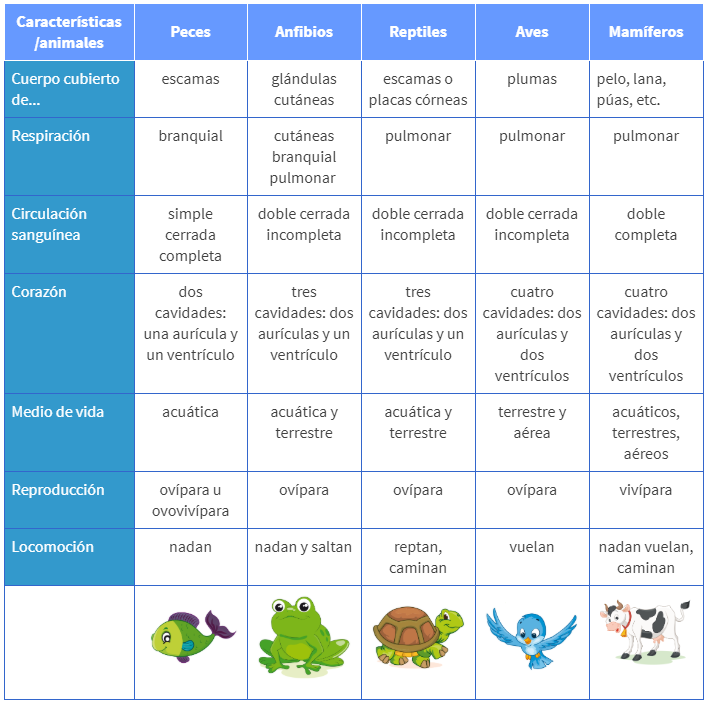 Características Peces Anfibios Reptiles Aves Mamíferos
/animales
Cuerpo cubierto escamas glándulas escamas o plumas pelo, lana,
de... cutáneas placas córneas púas, etc.
Respiración branquial cutáneas pulmonar pulmonar pulmonar
branquial
pulmonar
Circulación simple doble cerrada doble cerrada doble cerrada doble
sanguínea cerrada incompleta incompleta incompleta completa
completa
Corazón dos tres tres cuatro cuatro
cavidades: cavidades: dos cavidades: dos cavidades: dos cavidades: dos
una aurícula y aurículas y un aurículas y un aurículas y aurículas y
un ventrículo ventrículo ventrículo dos dos
ventrículos ventrículos
Medio de vida acuática acuática y acuática y terrestre y acuáticos,
terrestre terrestre aérea terrestres,
aéreos
Reproducción ovípara u ovípara ovípara ovípara vivípara
ovovivípara
Locomoción nadan nadan y saltan reptan, vuelan nadan vuelan,
caminan caminan